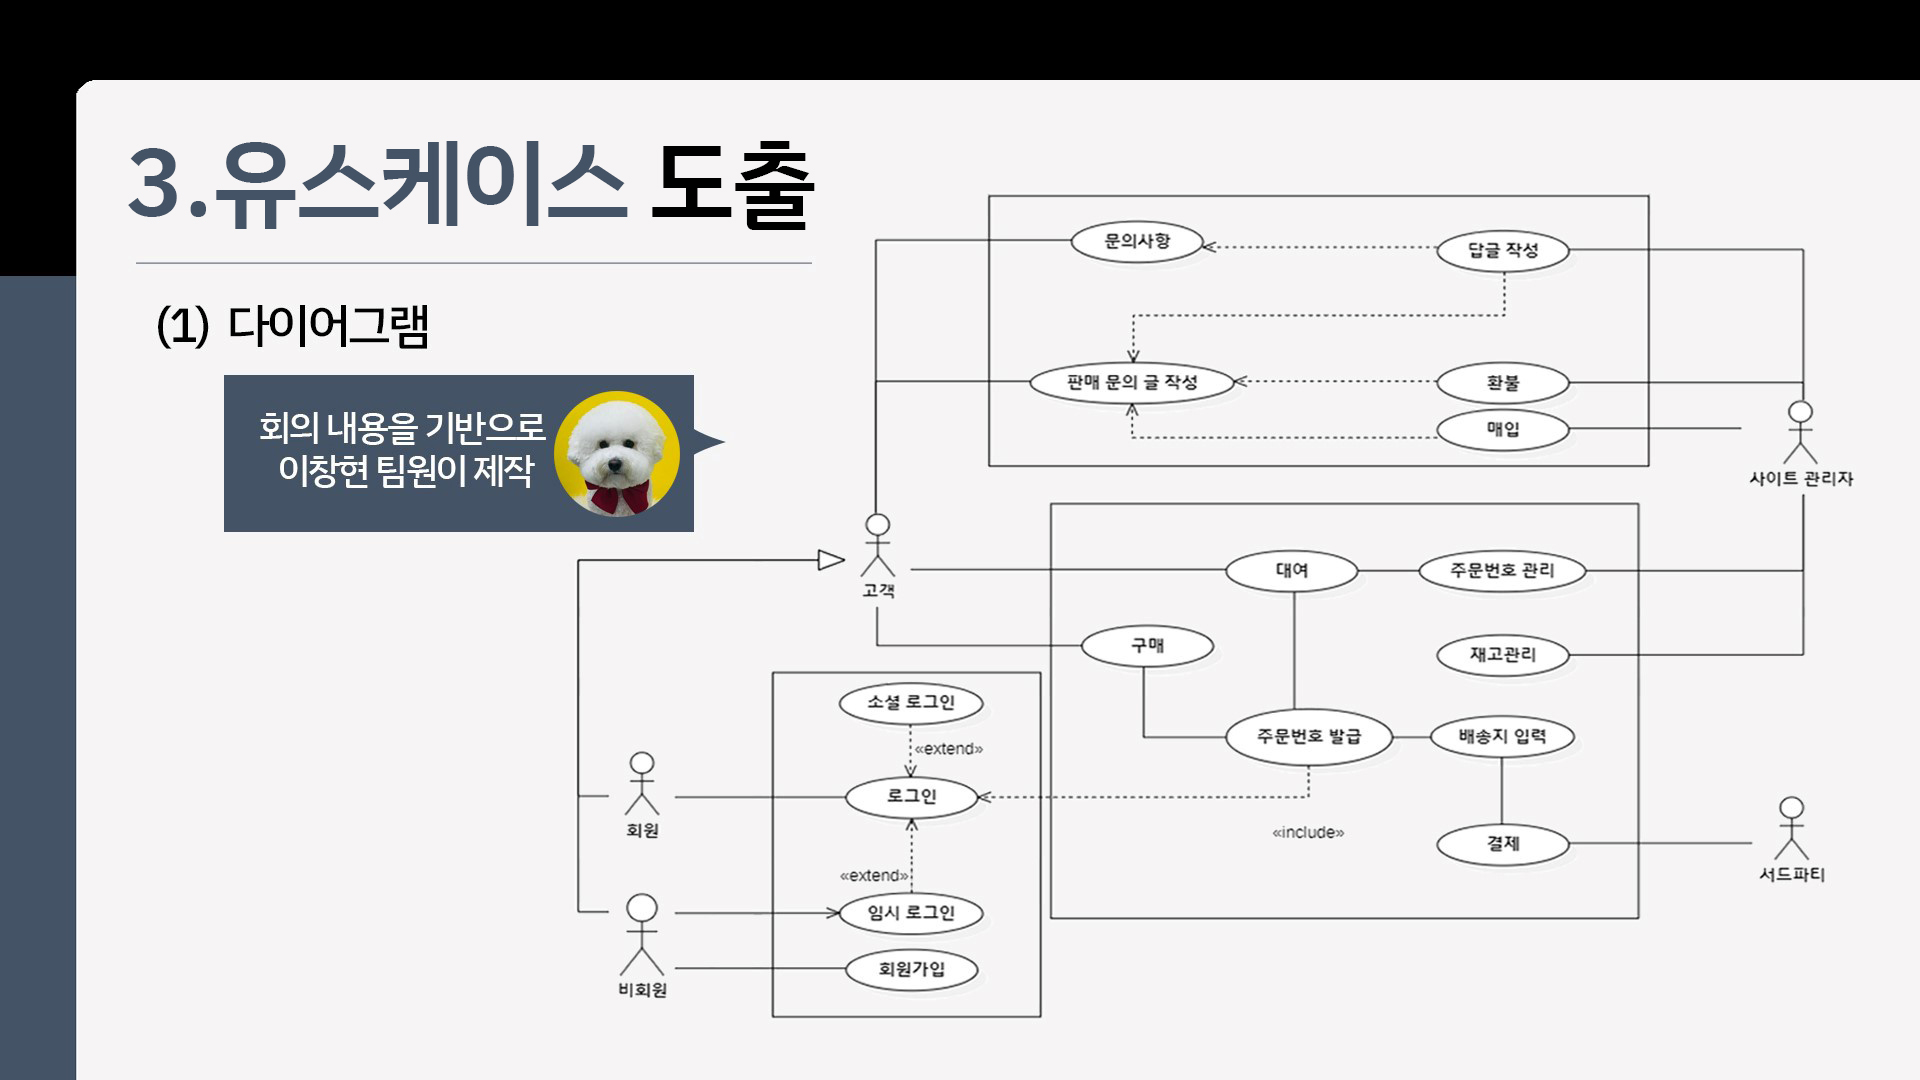 3.유스케이스 도출
(1) 다이어그램
회의 내용을 기반으로
이창현 팀원이 제작
문의사항
답글 작성
판매 문의 글 작성
환불
매입
사이트 관리자
고객
대여
주문번호 관리
구매
재고관리
소셜 로그인
«extend»
주문번호 발급
배송지 입력
로그인
회원
«include»
결제
서드파티
«extend»
임시 로그인
회원가입
비회원